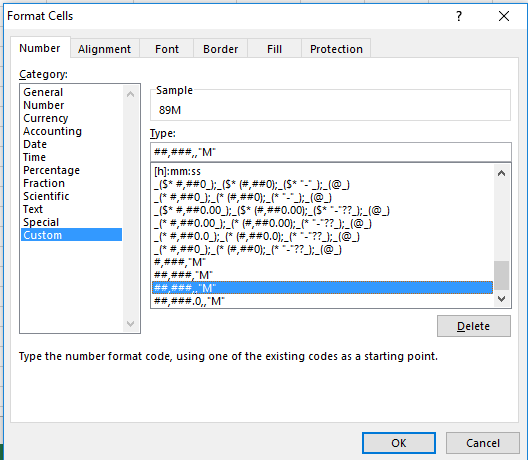 Format Cells
?
Number Alignment Font Border Fill Protection
Category:
General
Number
Currency
Accounting
Date
Time
Percentage
Fraction
Scientific
Text
Special
Custom
Sample
89M
Type:
##,###,,"M"
[h]:mm:ss
_($* #,##0_);_($* (#,##0);_($* "-"_);_(@_)
_(* #,##0_);_(* (#,##0);_(* "-"_);_(@_)
_($* #,##0.00_);_($* (#,##0.00);_($* "-"??_);_(@_)
_(* #,##0.00_);_(* (#,##0.00);_(* "-"??_);_(@_)
_(* #,##0.0_);_(* (#,##0.0);_(* "-"??_);_(@_)
_(* #,##0_);_(* (#,##0);_(* "-"??_);_(@_)
#,###,"M"
##,###,"M"
##,###,,"M"
##,###.0,,"M"
Delete
Type the number format code, using one of the existing codes as a starting point.
OK Cancel